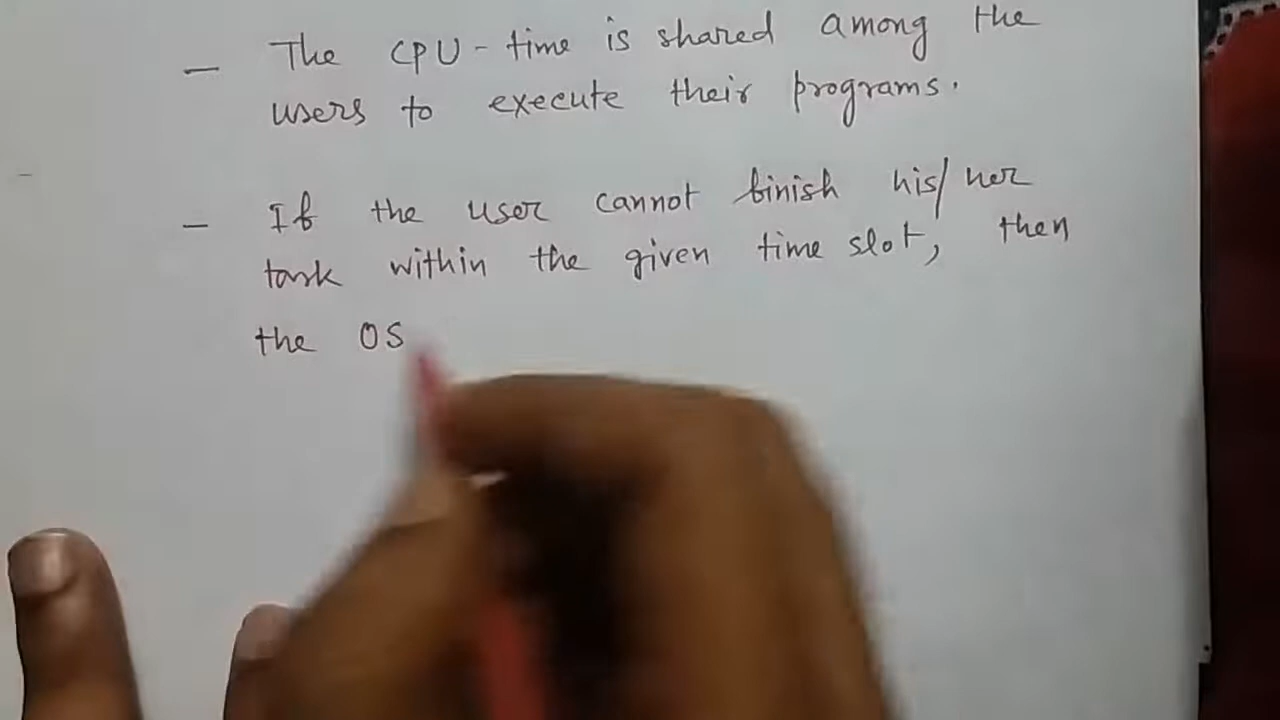 - The CPU-time is shared among the
users to execute their programs.
- If the user cannot finish his/her
task within the given time slot, then
the OS